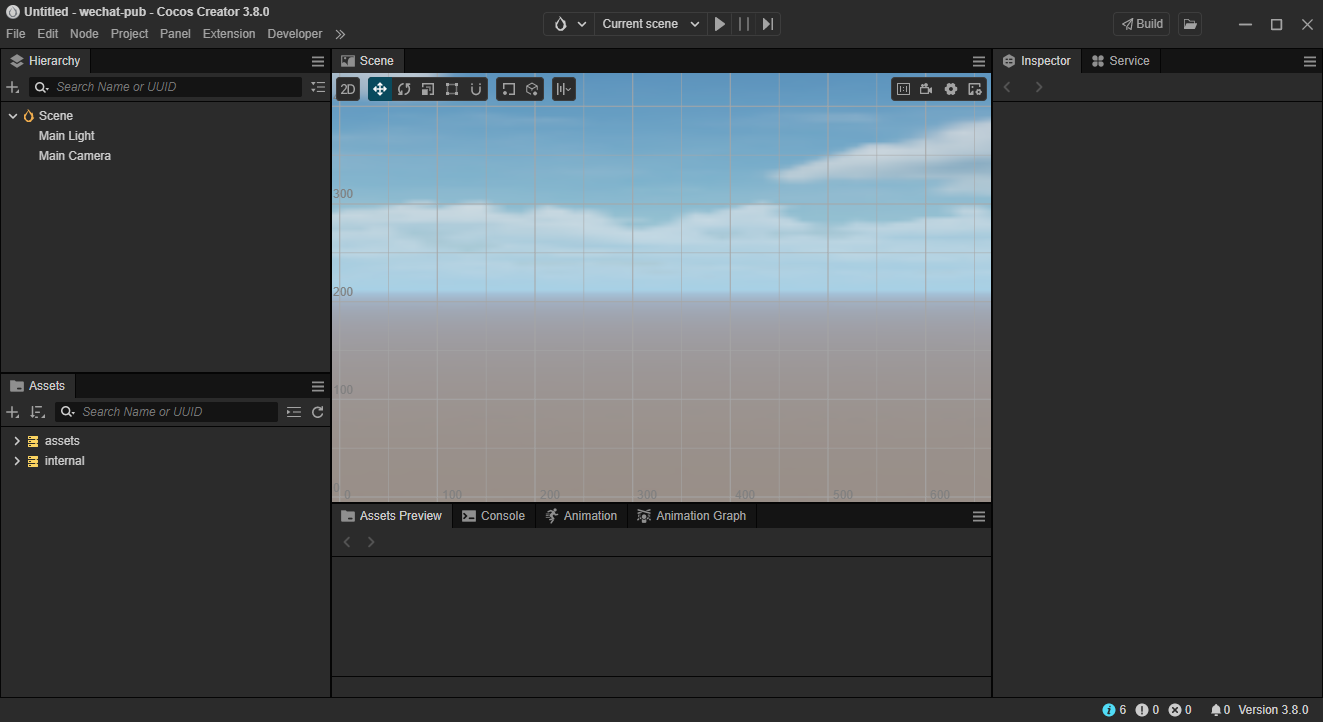 Untitled - wechat-pub - Cocos Creator 3.8.0
File Edit Node Project Panel Extension Developer
Current scene
Build
Hierarchy
Search Name or UUID
Scene
Main Light
Main Camera
Assets
Search Name or UUID
assets
internal
Scene
2D
300
200
100
0
0 100 200 300 400 500 600
Assets Preview Console Animation Animation Graph
Inspector Service
6 0 0 0 Version 3.8.0